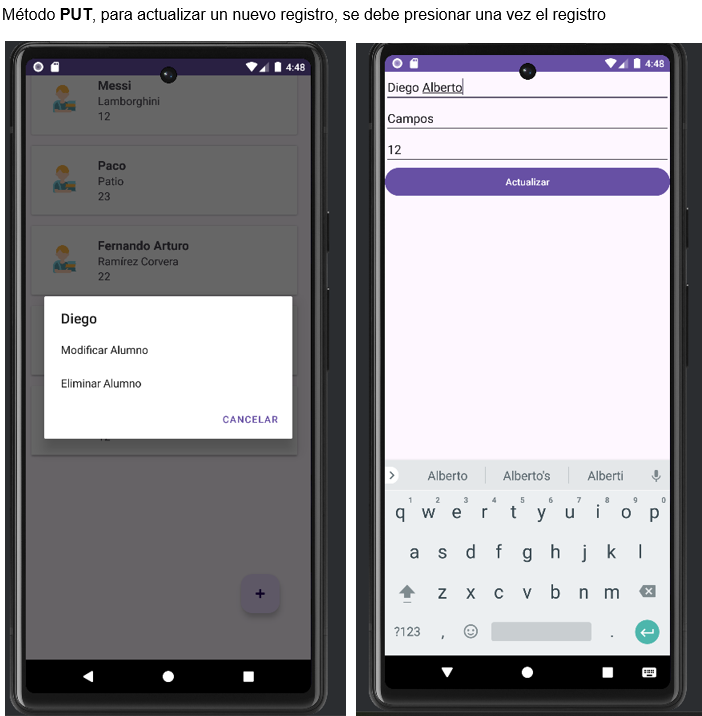 Método PUT, para actualizar un nuevo registro, se debe presionar una vez el registro
4:48
Messi
Lamborghini
12
Paco
Patio
23
Fernando Arturo
Ramírez Corvera
22
Diego
Modificar Alumno
Eliminar Alumno
CANCELAR
12
+
4:48
Diego Alberto
Campos
12
Actualizar
Alberto Alberto's Alberti
1 2 3 4 5 6 7 8 9 0
q w e r t y u i o p
a s d f g h j k l
z x c v b n m
?123 , .